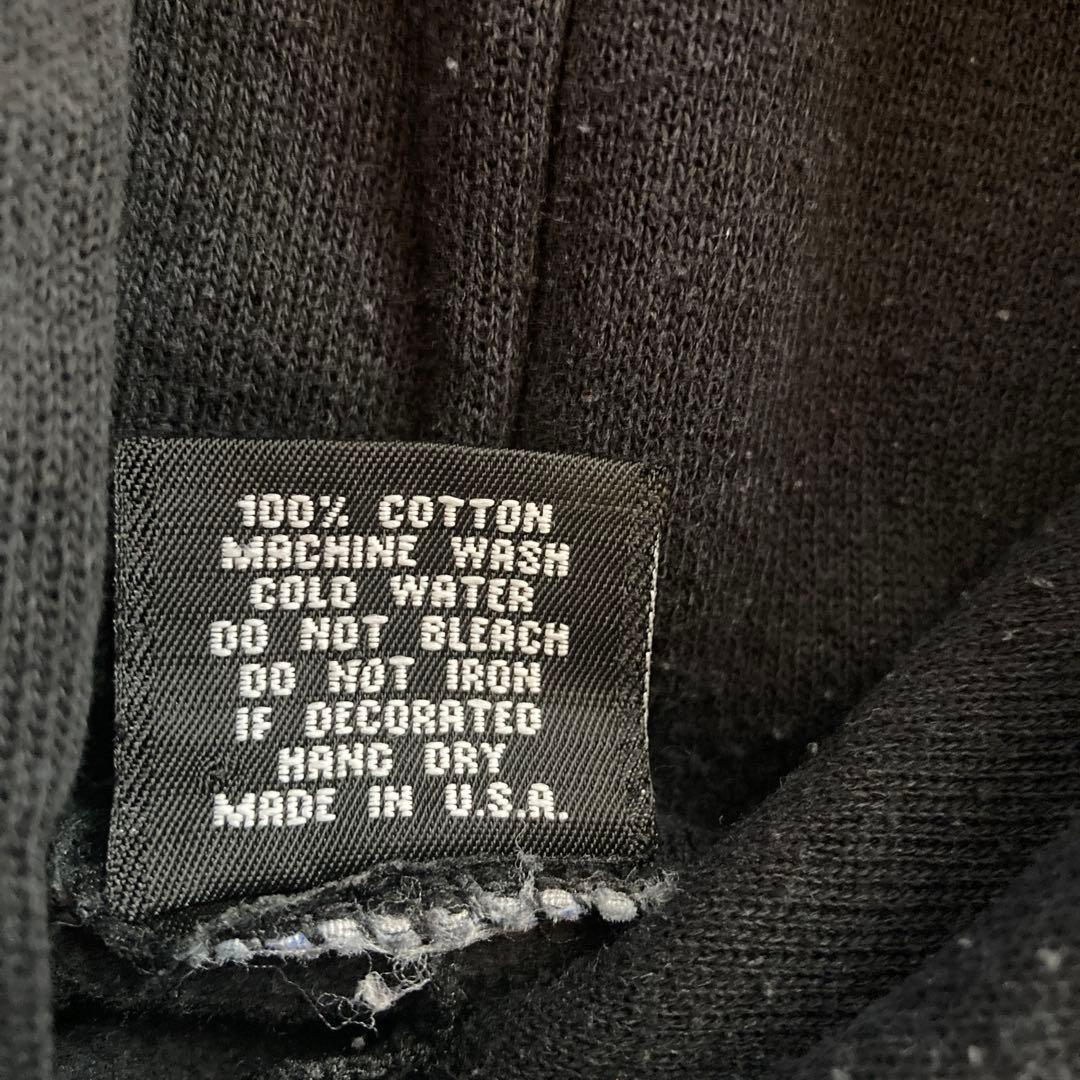 100% COTTON
MACHINE WASH
COLD WATER
DO NOT BLEACH
DO NOT IRON
IF DECORATED
HANG DRY
MADE IN U.S.A.